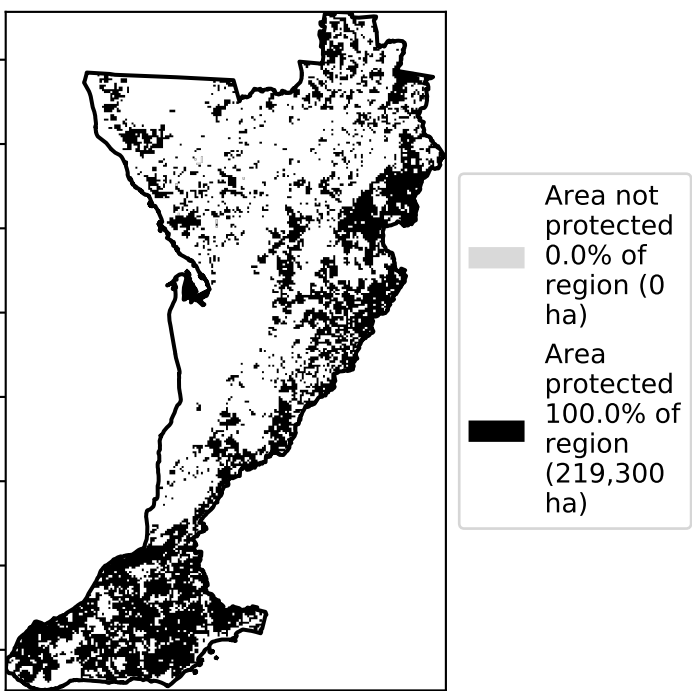 Area not
protected
0.0% of
region (0
ha)
Area
protected
100.0% of
region
(219,300
ha)